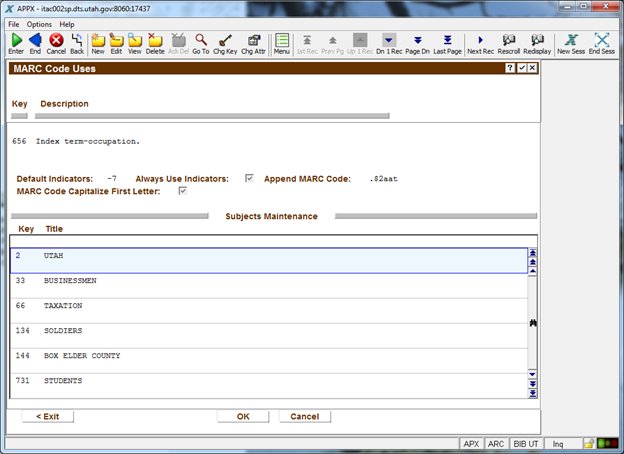 APPX - itac002sp.dts.utah.gov:8060:17437
File Options Help
Enter End Cancel Back New Edit View Delete Ack Del Go To Chg Key Chg Attr Menu 1st Rec Prev Pg Up 1 Rec Dn 1 Rec Page Dn Last Page Next Rec Rescroll Redisplay New Sess End Sess
MARC Code Uses
Key Description
656 Index term-occupation.
Default Indicators: -7 Always Use Indicators: Append MARC Code: .$2aat
MARC Code Capitalize First Letter:
Subjects Maintenance
Key Title
2 UTAH
33 BUSINESSMEN
66 TAXATION
134 SOLDIERS
144 BOX ELDER COUNTY
731 STUDENTS
< Exit OK Cancel
APX ARC BIB UT Inq